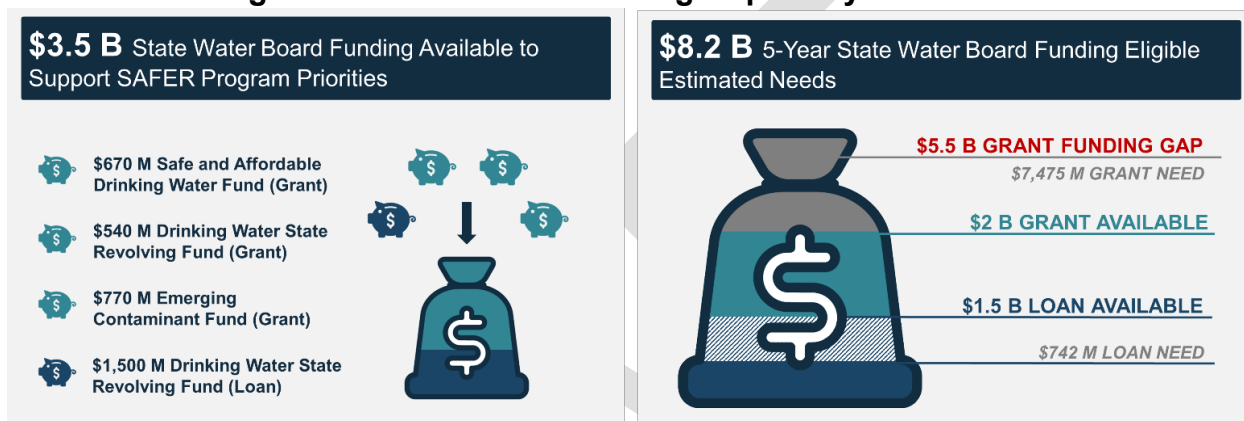 $3.5 B State Water Board Funding Available to
Support SAFER Program Priorities
$670 M Safe and Affordable
Drinking Water Fund (Grant)
$540 M Drinking Water State
Revolving Fund (Grant)
$770 M Emerging
Contaminant Fund (Grant)
$1,500 M Drinking Water State
Revolving Fund (Loan)
$
$
$
$
$
$
$
$
$
$8.2 B 5-Year State Water Board Funding Eligible
Estimated Needs
$5.5 B GRANT FUNDING GAP
$7,475 M GRANT NEED
$2 B GRANT AVAILABLE
$1.5 B LOAN AVAILABLE
$742 M LOAN NEED
$